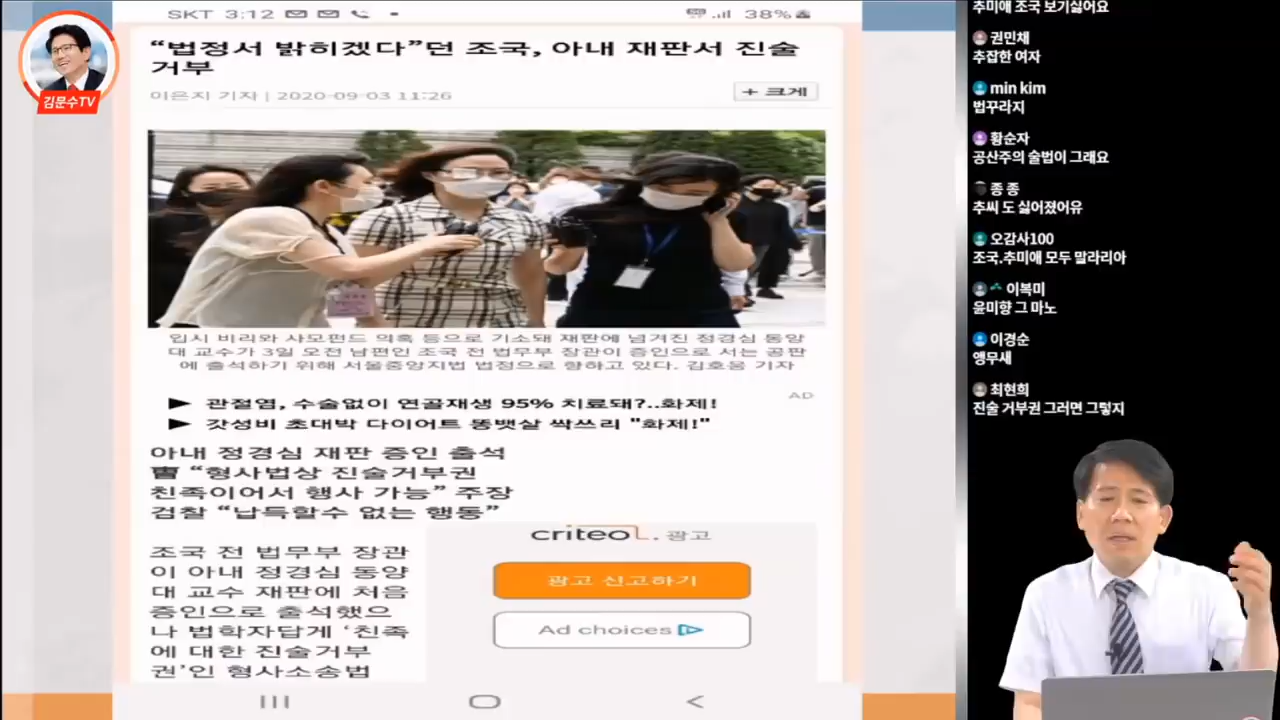 SKT 3:12
38%
김문수TV
“법정서 밝히겠다”던 조국, 아내 재판서 진술
거부
이은지 기자 | 2020-09-03 11:26
+ 크게
입시 비리와 사모펀드 의혹 등으로 기소돼 재판에 넘겨진 정경심 동양
대 교수가 3일 오전 남편인 조국 전 법무부 장관이 증인으로 서는 공판
에 출석하기 위해 서울중앙지법 법정으로 향하고 있다. 김호웅 기자
AD
▶ 관절염, 수술없이 연골재생 95% 치료돼?..화제!
▶ 갓성비 초대박 다이어트 똥뱃살 싹쓰리 "화제!"
아내 정경심 재판 증인 출석
曺 “형사법상 진술거부권
친족이어서 행사 가능” 주장
검찰 “납득할수 없는 행동”
조국 전 법무부 장관
이 아내 정경심 동양
대 교수 재판에 처음
증인으로 출석했으
나 법학자답게 ‘친족
에 대한 진술거부
권’인 형사소송법
criteo. 광고
광고 신고하기
Ad choices
추미애 조국 보기싫어요
권민채
추잡한 여자
min kim
법꾸라지
황순자
공산주의 술법이 그래요
종 종
추씨 도 싫어졌어유
오감사100
조국.추미애 모두 말라리아
이복미
윤미향 그 마노
이경순
앵무새
최현희
진술 거부권 그러면 그렇지